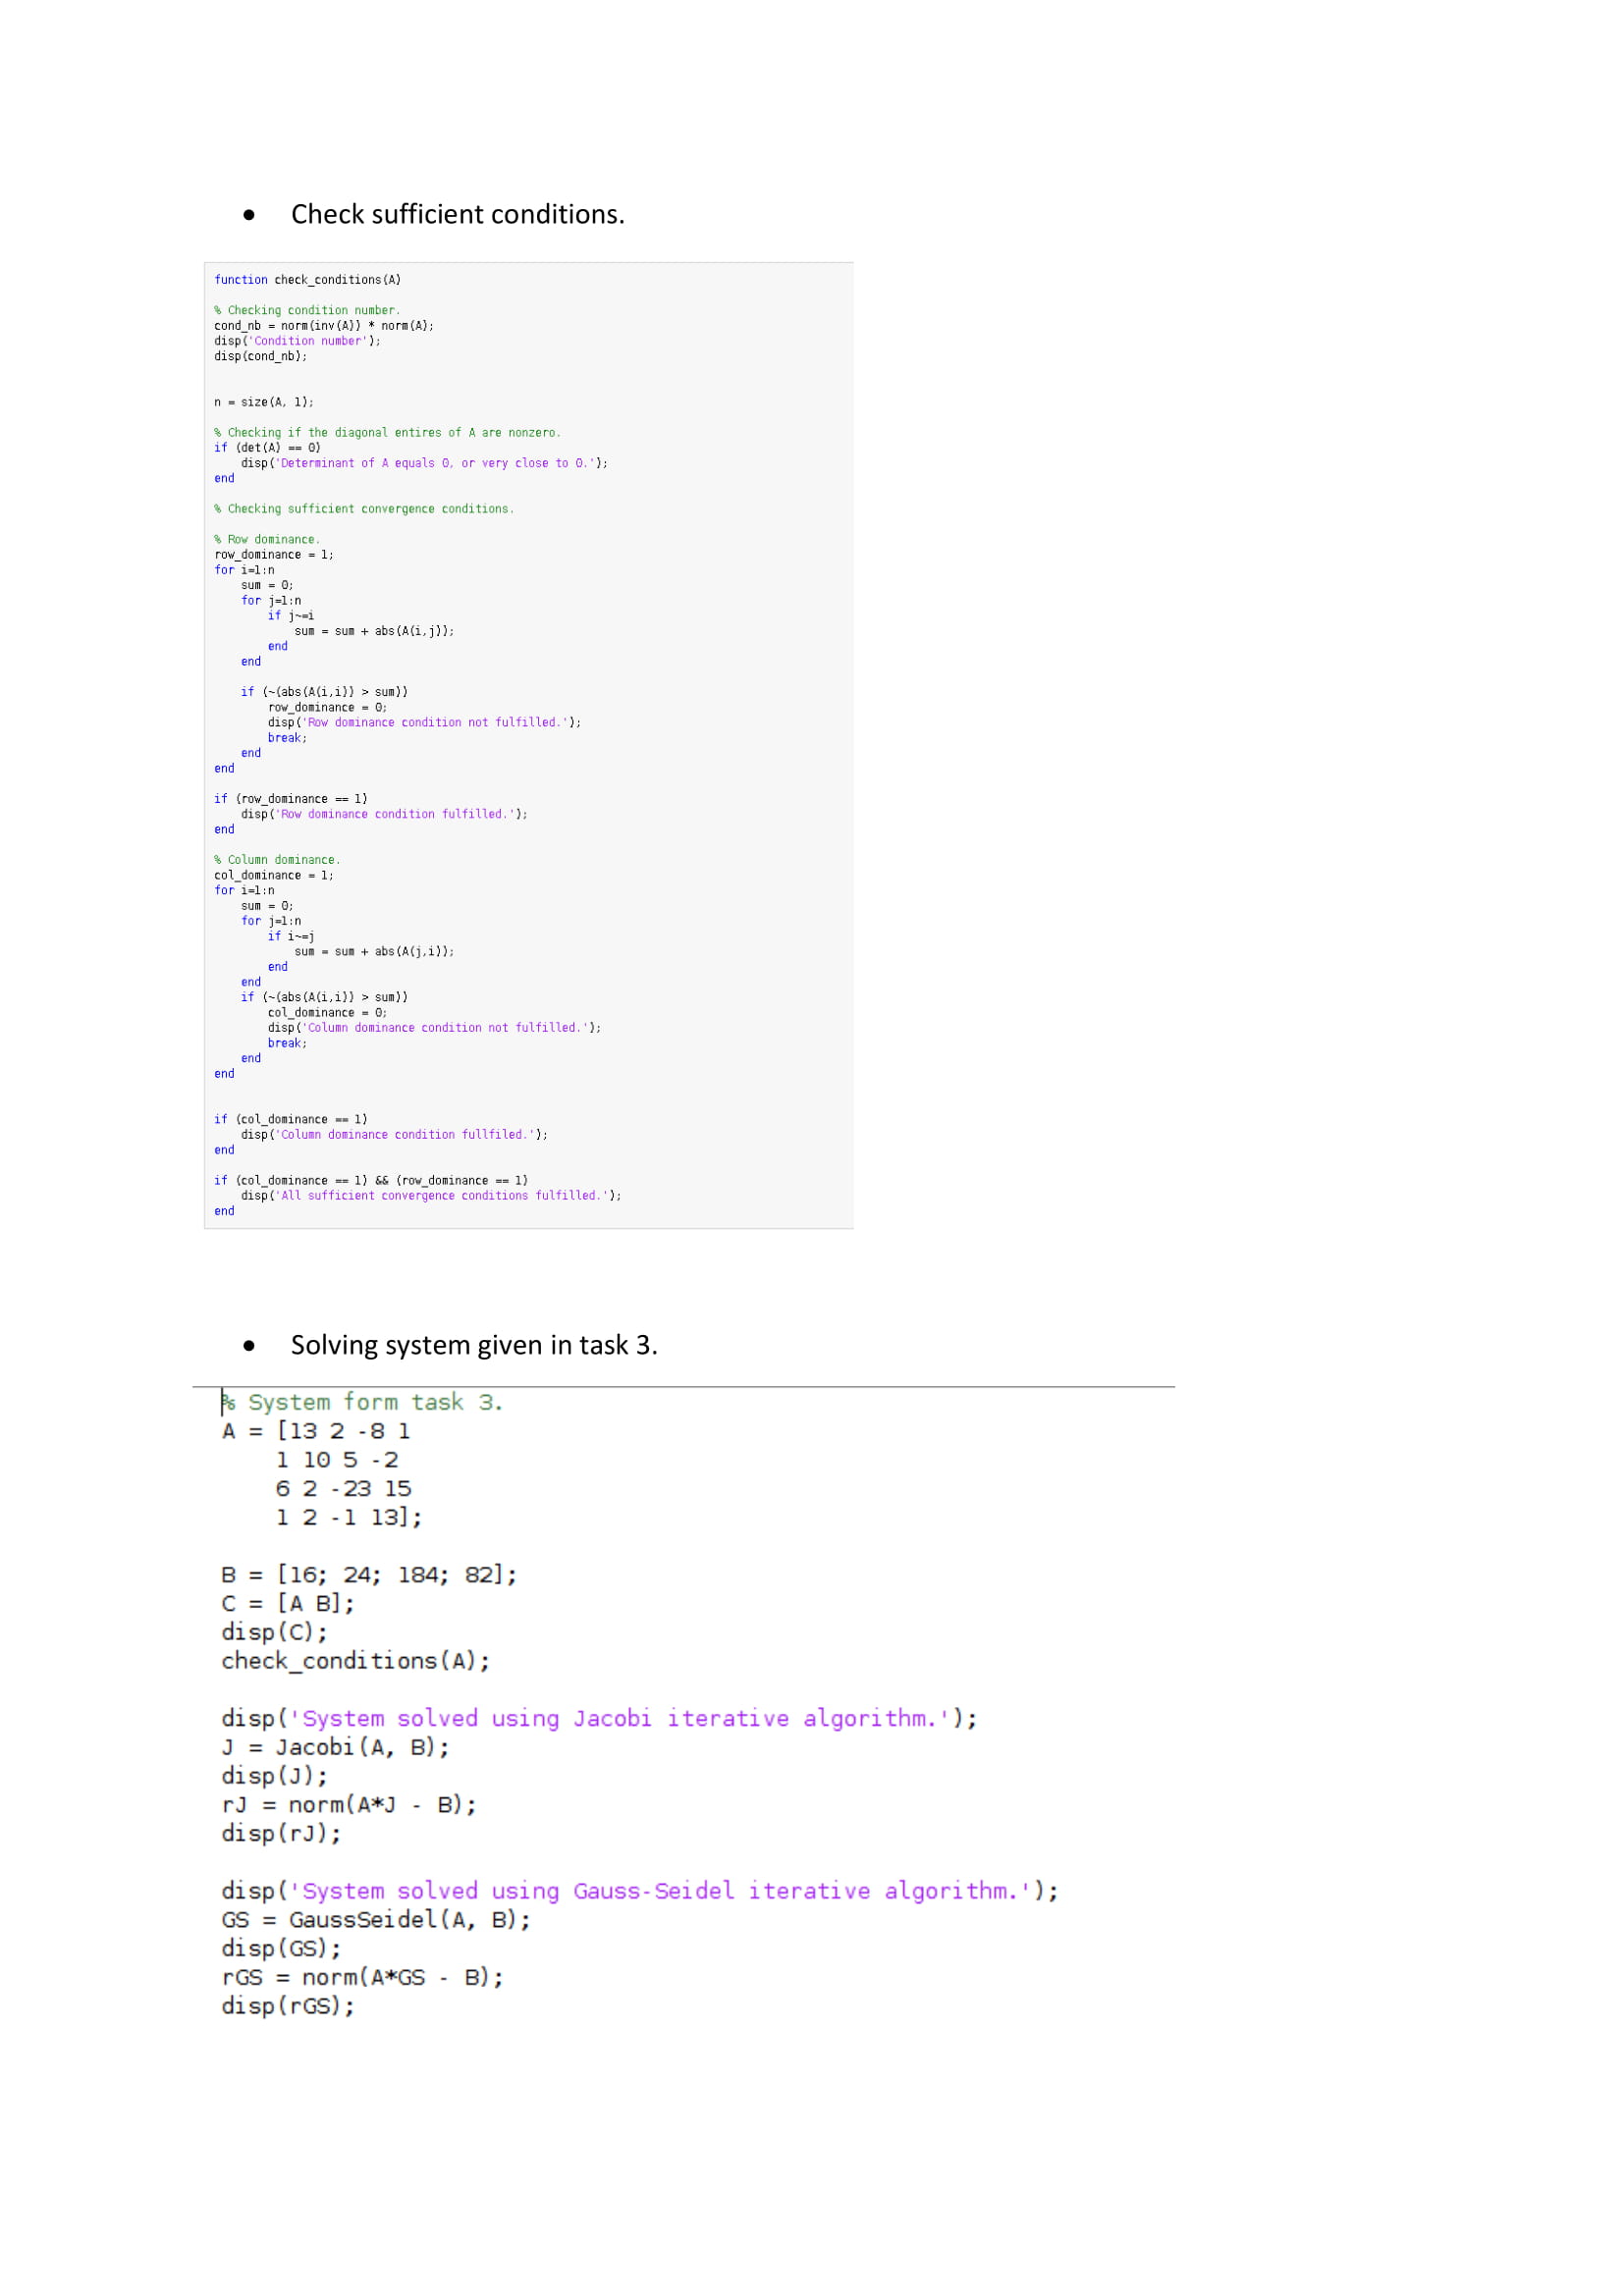 • Check sufficient conditions.
function check_conditions(A)
% Checking condition number.
cond_nb = norm(inv(A)) * norm(A);
disp('Condition number');
disp(cond_nb);
n = size(A, 1);
% Checking if the diagonal entires of A are nonzero.
if (det(A) == 0)
    disp('Determinant of A equals 0, or very close to 0.');
end
% Checking sufficient convergence conditions.
% Row dominance.
row_dominance = 1;
for i=1:n
    sum = 0;
    for j=1:n
        if j~=i
            sum = sum + abs(A(i,j));
        end
    end
    if (~(abs(A(i,i)) > sum))
        row_dominance = 0;
        disp('Row dominance condition not fulfilled.');
        break;
    end
end
if (row_dominance == 1)
    disp('Row dominance condition fulfilled.');
end
% Column dominance.
col_dominance = 1;
for i=1:n
    sum = 0;
    for j=1:n
        if i~=j
            sum = sum + abs(A(j,i));
        end
    end
    if (~(abs(A(i,i)) > sum))
        col_dominance = 0;
        disp('Column dominance condition not fulfilled.');
        break;
    end
end
if (col_dominance == 1)
    disp('Column dominance condition fullfiled.');
end
if (col_dominance == 1) && (row_dominance == 1)
    disp('All sufficient convergence conditions fulfilled.');
end
• Solving system given in task 3.
% System form task 3.
A = [13 2 -8 1
    1 10 5 -2
    6 2 -23 15
    1 2 -1 13];
B = [16; 24; 184; 82];
C = [A B];
disp(C);
check_conditions(A);
disp('System solved using Jacobi iterative algorithm.');
J = Jacobi(A, B);
disp(J);
rJ = norm(A*J - B);
disp(rJ);
disp('System solved using Gauss-Seidel iterative algorithm.');
GS = GaussSeidel(A, B);
disp(GS);
rGS = norm(A*GS - B);
disp(rGS);